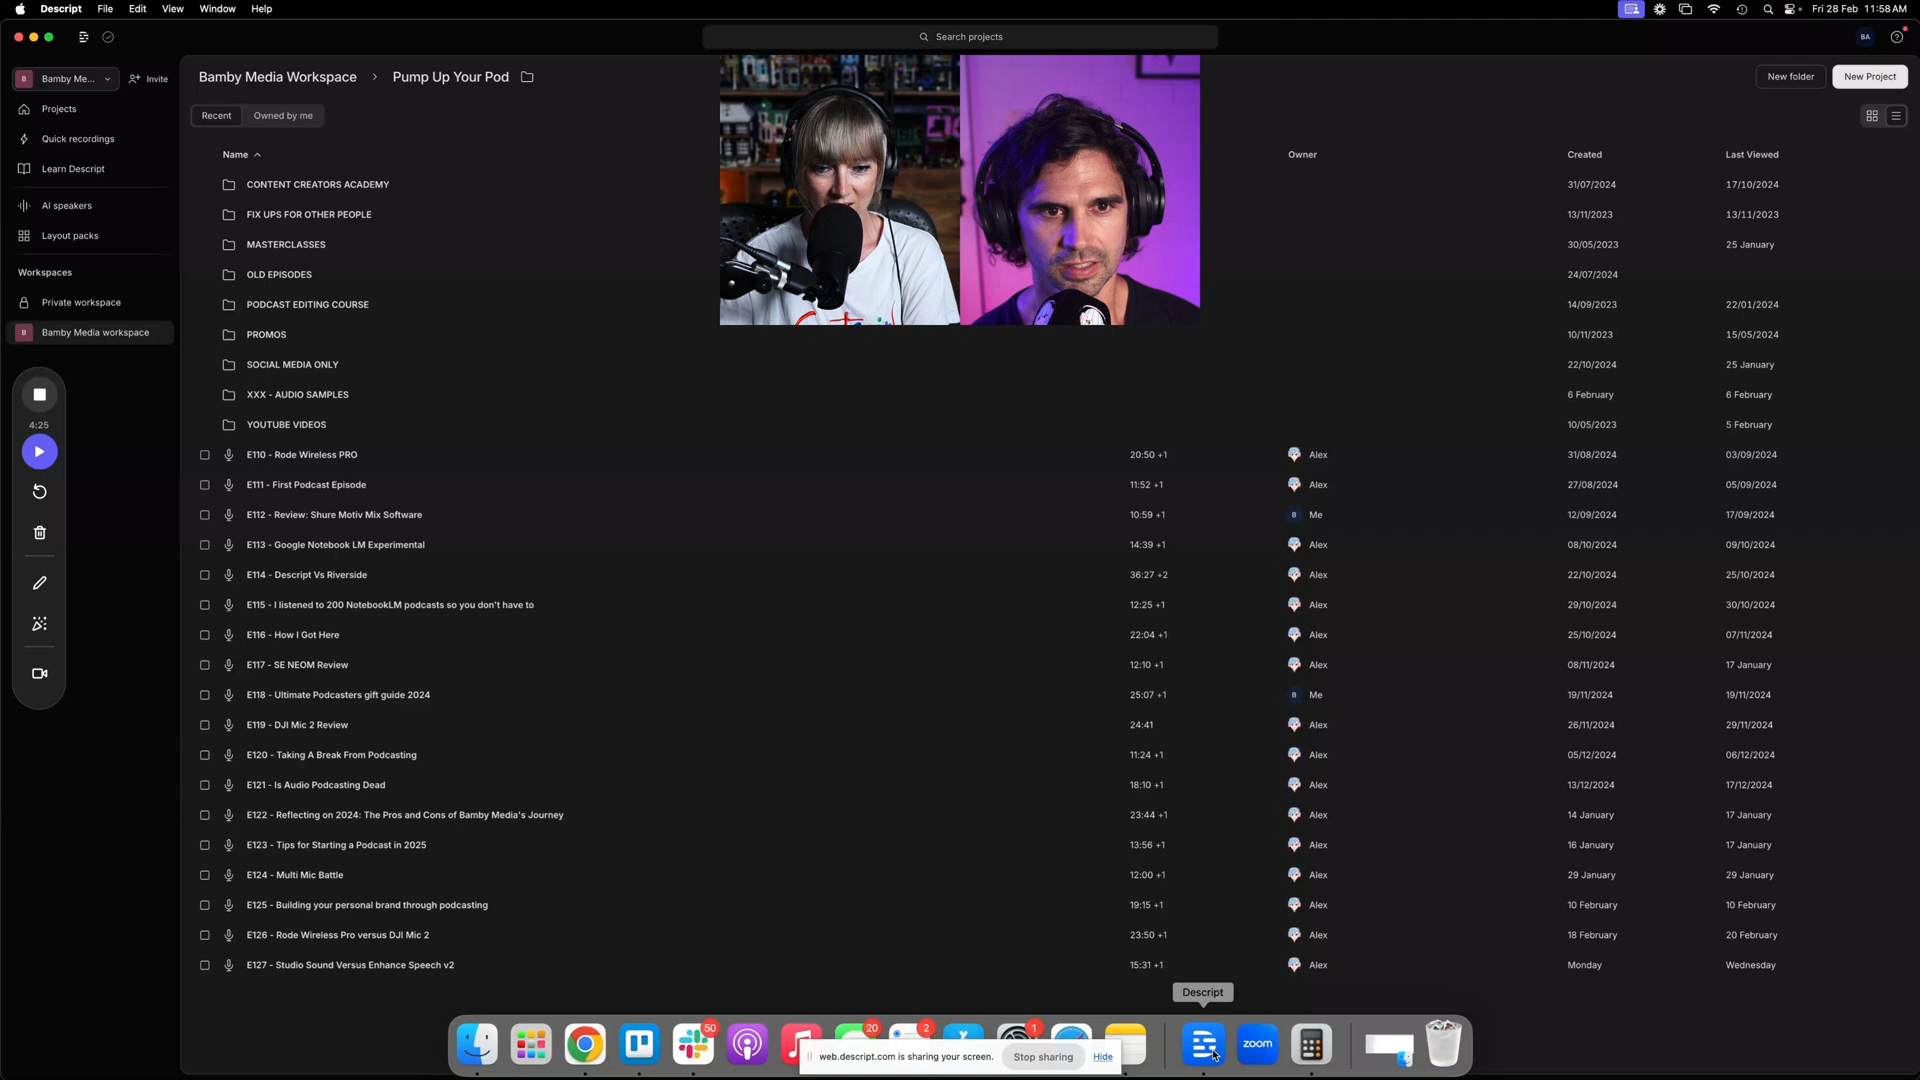 Descript File Edit View Window Help
Fri 28 Feb 11:58 AM
Search projects
BA
B Bamby Me... Invite
Projects
Quick recordings
Learn Descript
AI speakers
Layout packs
Workspaces
Private workspace
B Bamby Media workspace
4:25
Bamby Media Workspace > Pump Up Your Pod
New folder New Project
Recent Owned by me
Name Owner Created Last Viewed
CONTENT CREATORS ACADEMY 31/07/2024 17/10/2024
FIX UPS FOR OTHER PEOPLE 13/11/2023 13/11/2023
MASTERCLASSES 30/05/2023 25 January
OLD EPISODES 24/07/2024
PODCAST EDITING COURSE 14/09/2023 22/01/2024
PROMOS 10/11/2023 15/05/2024
SOCIAL MEDIA ONLY 22/10/2024 25 January
XXX - AUDIO SAMPLES 6 February 6 February
YOUTUBE VIDEOS 10/05/2023 5 February
E110 - Rode Wireless PRO 20:50 +1 Alex 31/08/2024 03/09/2024
E111 - First Podcast Episode 11:52 +1 Alex 27/08/2024 05/09/2024
E112 - Review: Shure Motiv Mix Software 10:59 +1 B Me 12/09/2024 17/09/2024
E113 - Google Notebook LM Experimental 14:39 +1 Alex 08/10/2024 09/10/2024
E114 - Descript Vs Riverside 36:27 +2 Alex 22/10/2024 25/10/2024
E115 - I listened to 200 NotebookLM podcasts so you don't have to 12:25 +1 Alex 29/10/2024 30/10/2024
E116 - How I Got Here 22:04 +1 Alex 25/10/2024 07/11/2024
E117 - SE NEOM Review 12:10 +1 Alex 08/11/2024 17 January
E118 - Ultimate Podcasters gift guide 2024 25:07 +1 B Me 19/11/2024 19/11/2024
E119 - DJI Mic 2 Review 24:41 Alex 26/11/2024 29/11/2024
E120 - Taking A Break From Podcasting 11:24 +1 Alex 05/12/2024 06/12/2024
E121 - Is Audio Podcasting Dead 18:10 +1 Alex 13/12/2024 17/12/2024
E122 - Reflecting on 2024: The Pros and Cons of Bamby Media's Journey 23:44 +1 Alex 14 January 17 January
E123 - Tips for Starting a Podcast in 2025 13:56 +1 Alex 16 January 17 January
E124 - Multi Mic Battle 12:00 +1 Alex 29 January 29 January
E125 - Building your personal brand through podcasting 19:15 +1 Alex 10 February 10 February
E126 - Rode Wireless Pro versus DJI Mic 2 23:50 +1 Alex 18 February 20 February
E127 - Studio Sound Versus Enhance Speech v2 15:31 +1 Alex Monday Wednesday
Descript
50 20 2 1
zoom
web.descript.com is sharing your screen. Stop sharing Hide